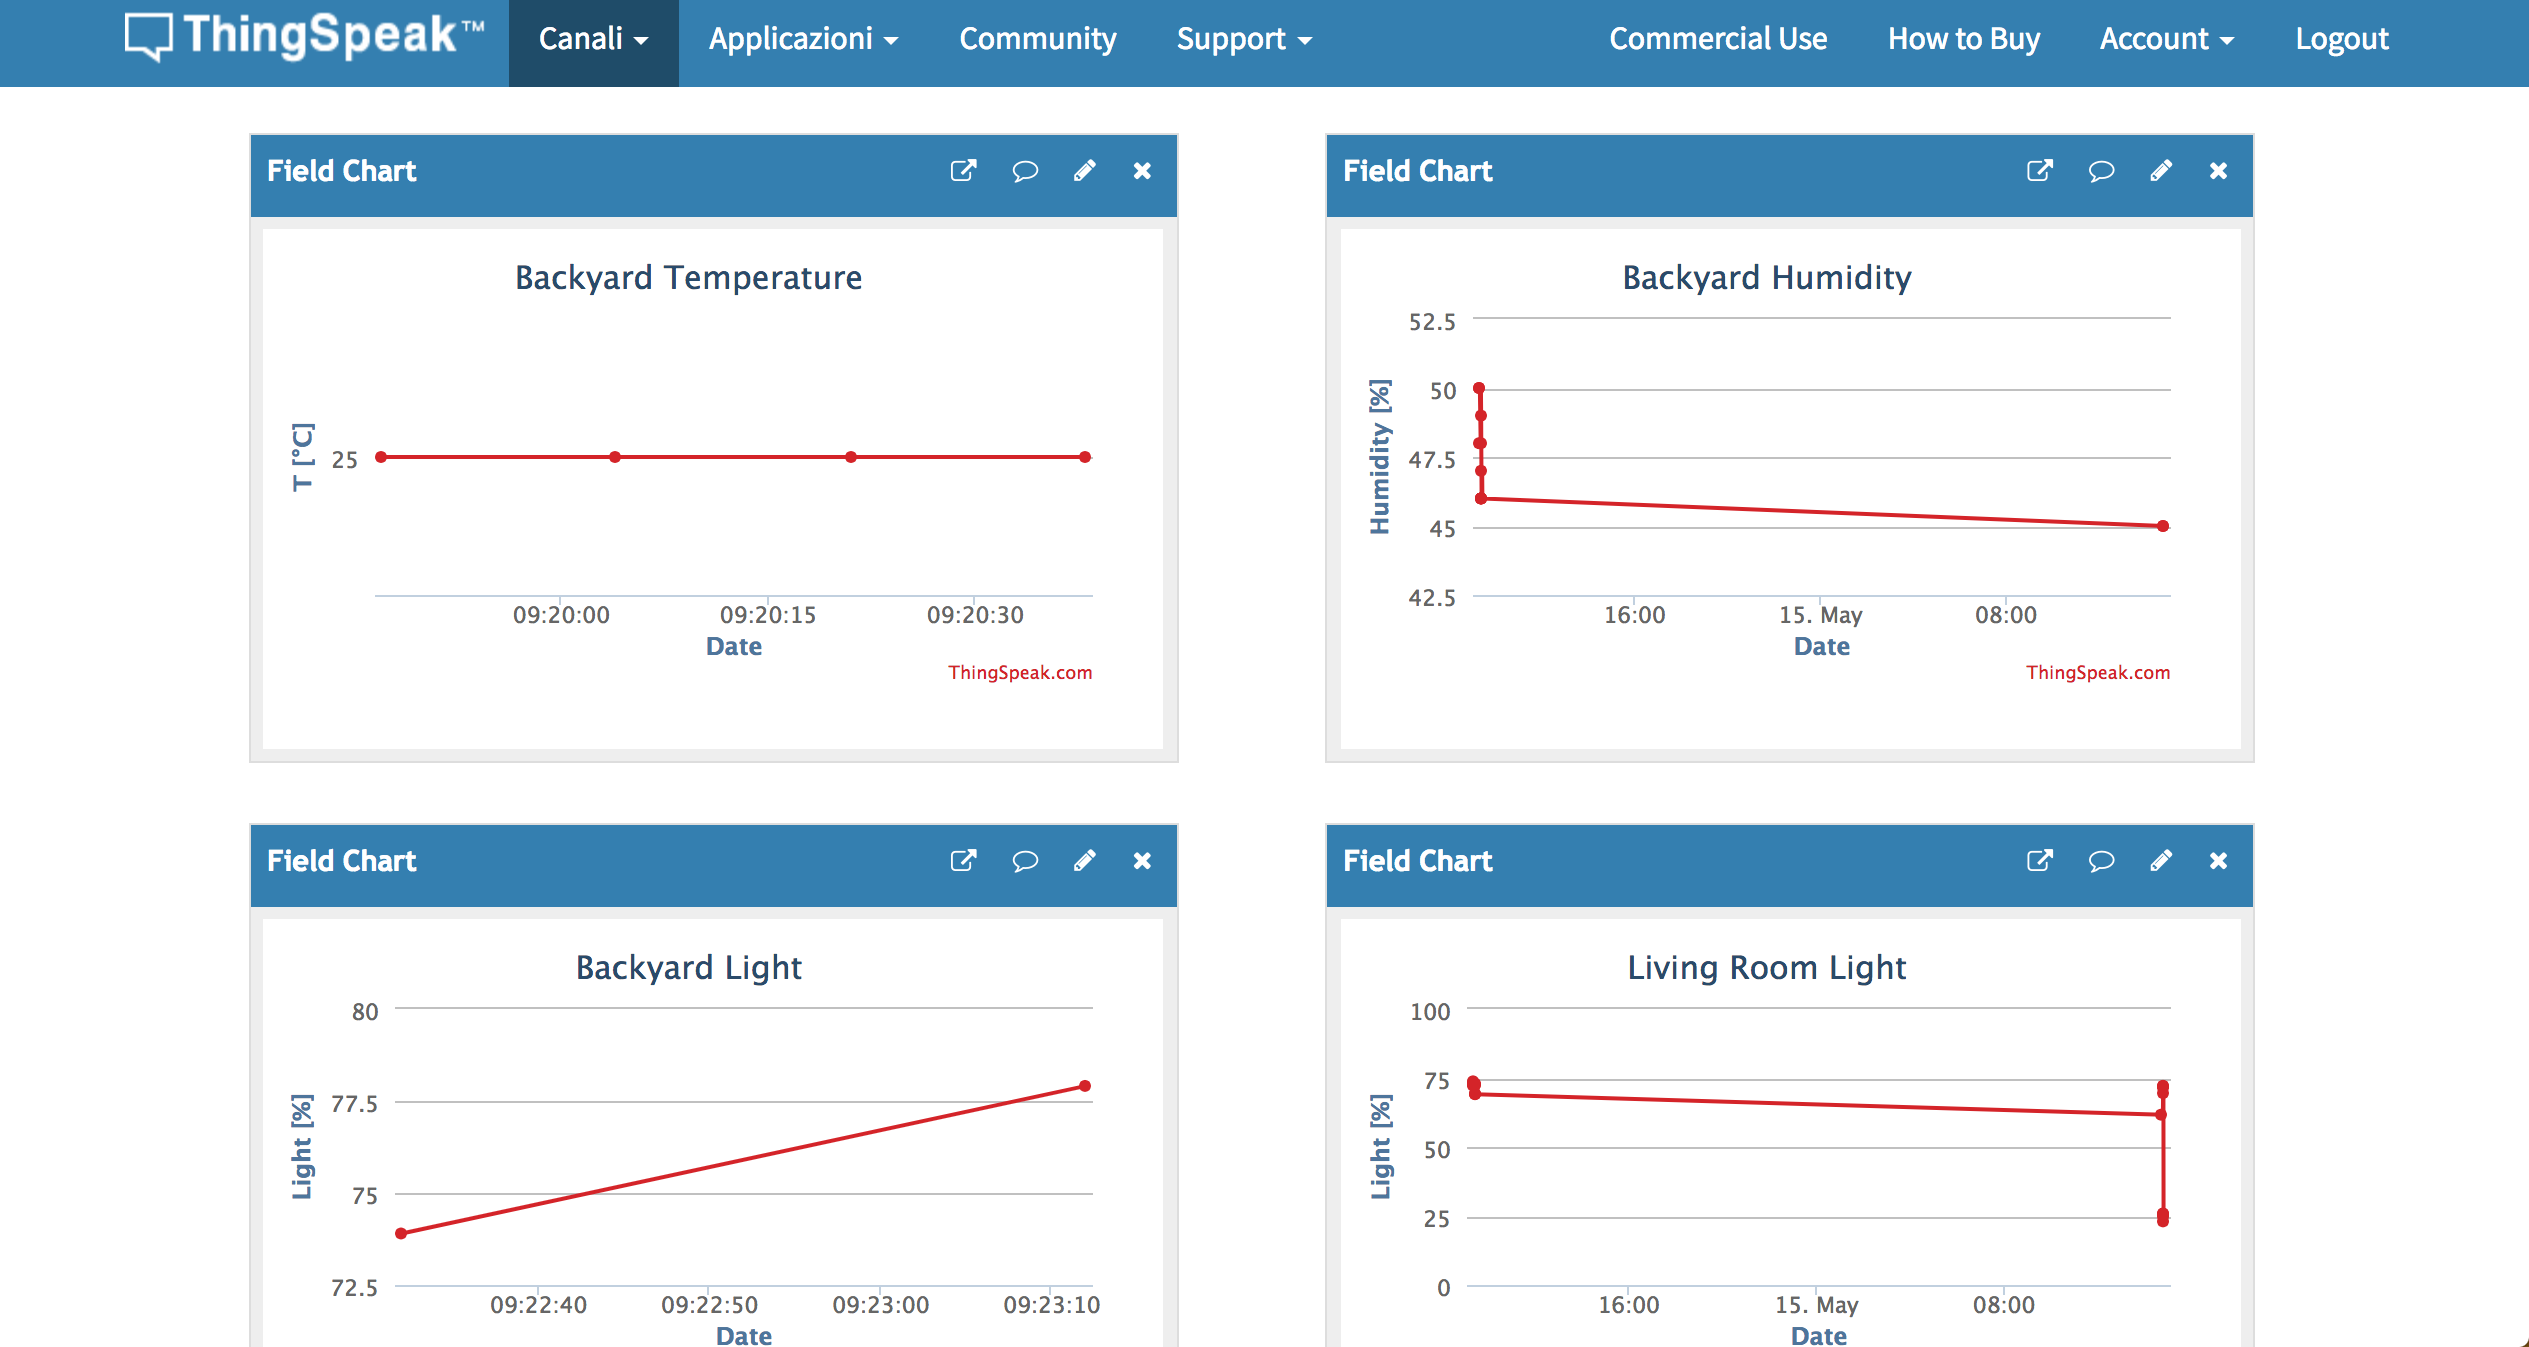 ThingSpeak™ Canali Applicazioni Community Support Commercial Use How to Buy Account Logout
Field Chart
Backyard Temperature
T [°C]
25
09:20:00 09:20:15 09:20:30
Date
ThingSpeak.com
Field Chart
Backyard Humidity
Humidity [%]
52.5
50
47.5
45
42.5
16:00 15. May 08:00
Date
ThingSpeak.com
Field Chart
Backyard Light
Light [%]
80
77.5
75
72.5
09:22:40 09:22:50 09:23:00 09:23:10
Date
Field Chart
Living Room Light
Light [%]
100
75
50
25
0
16:00 15. May 08:00
Date